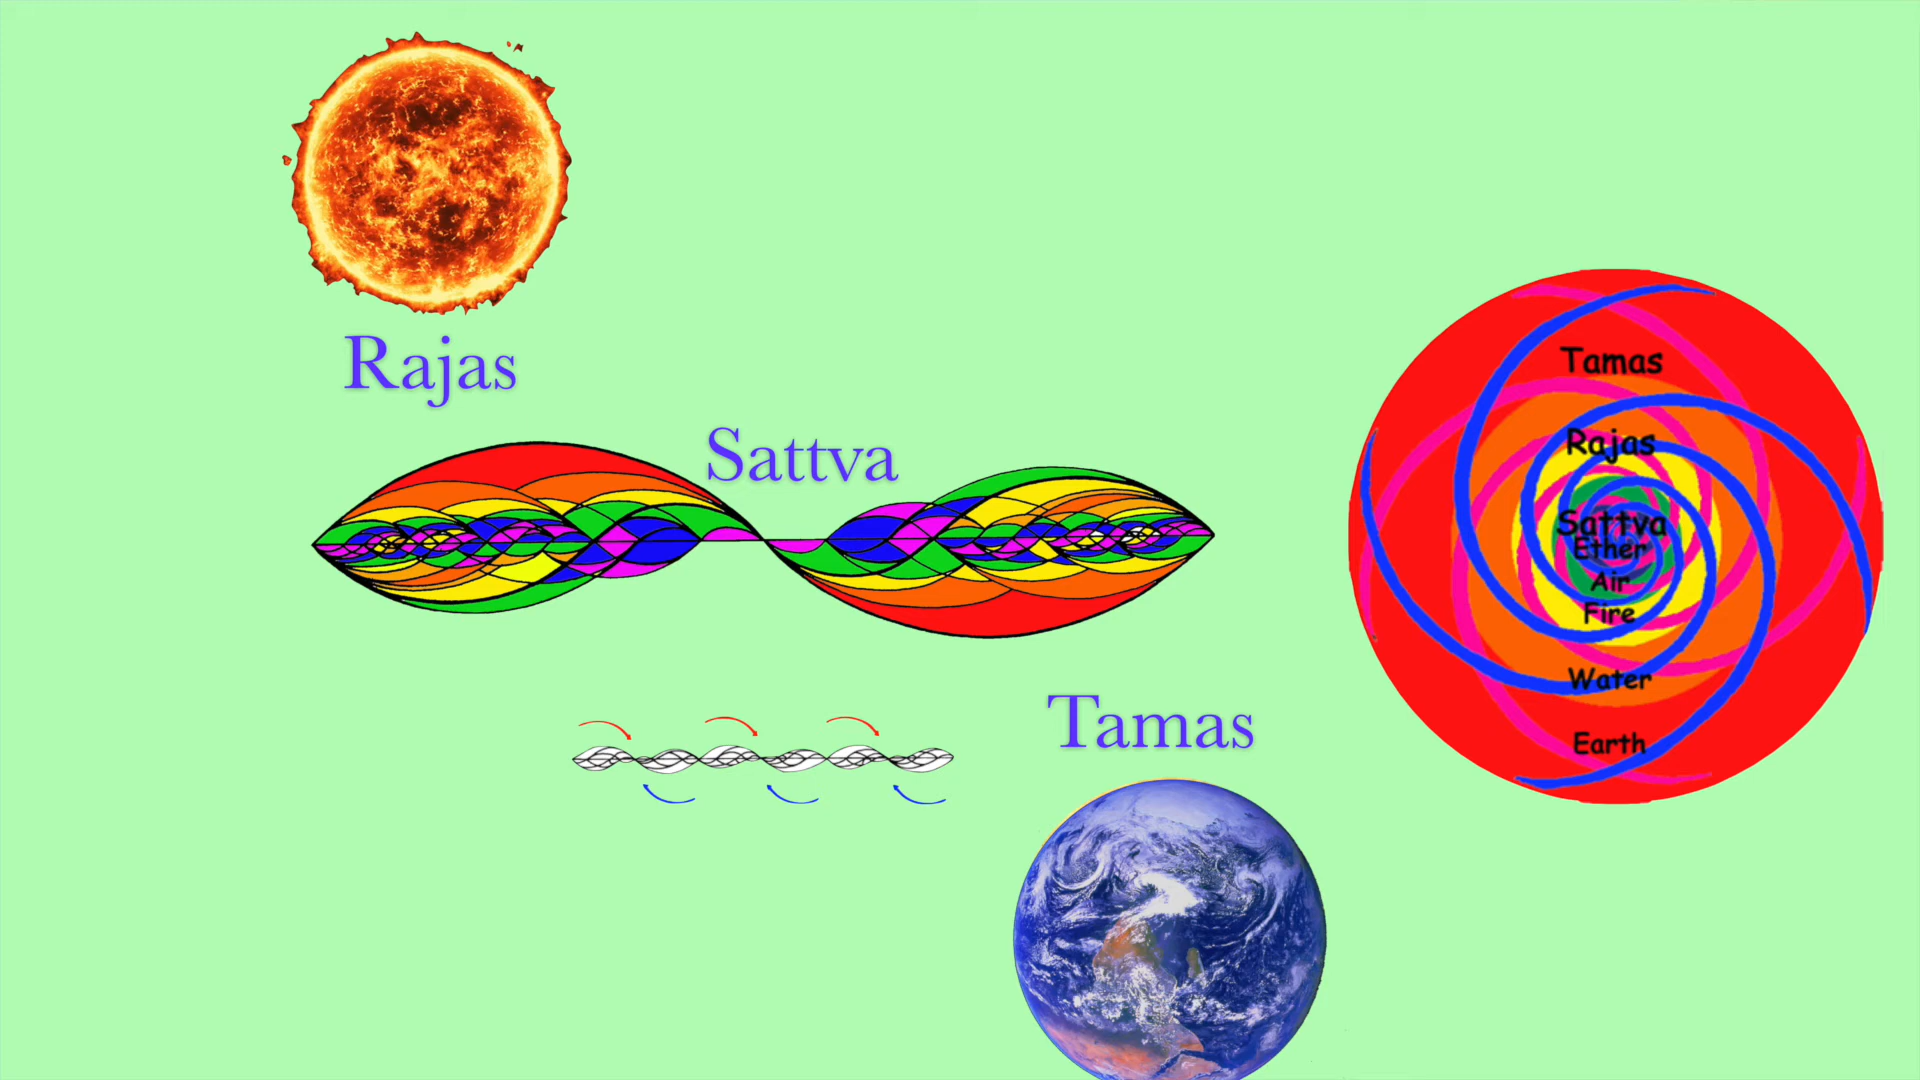 Rajas
Sattva
Tamas
Tamas
Rajas
Sattva
Ether
Air
Fire
Water
Earth